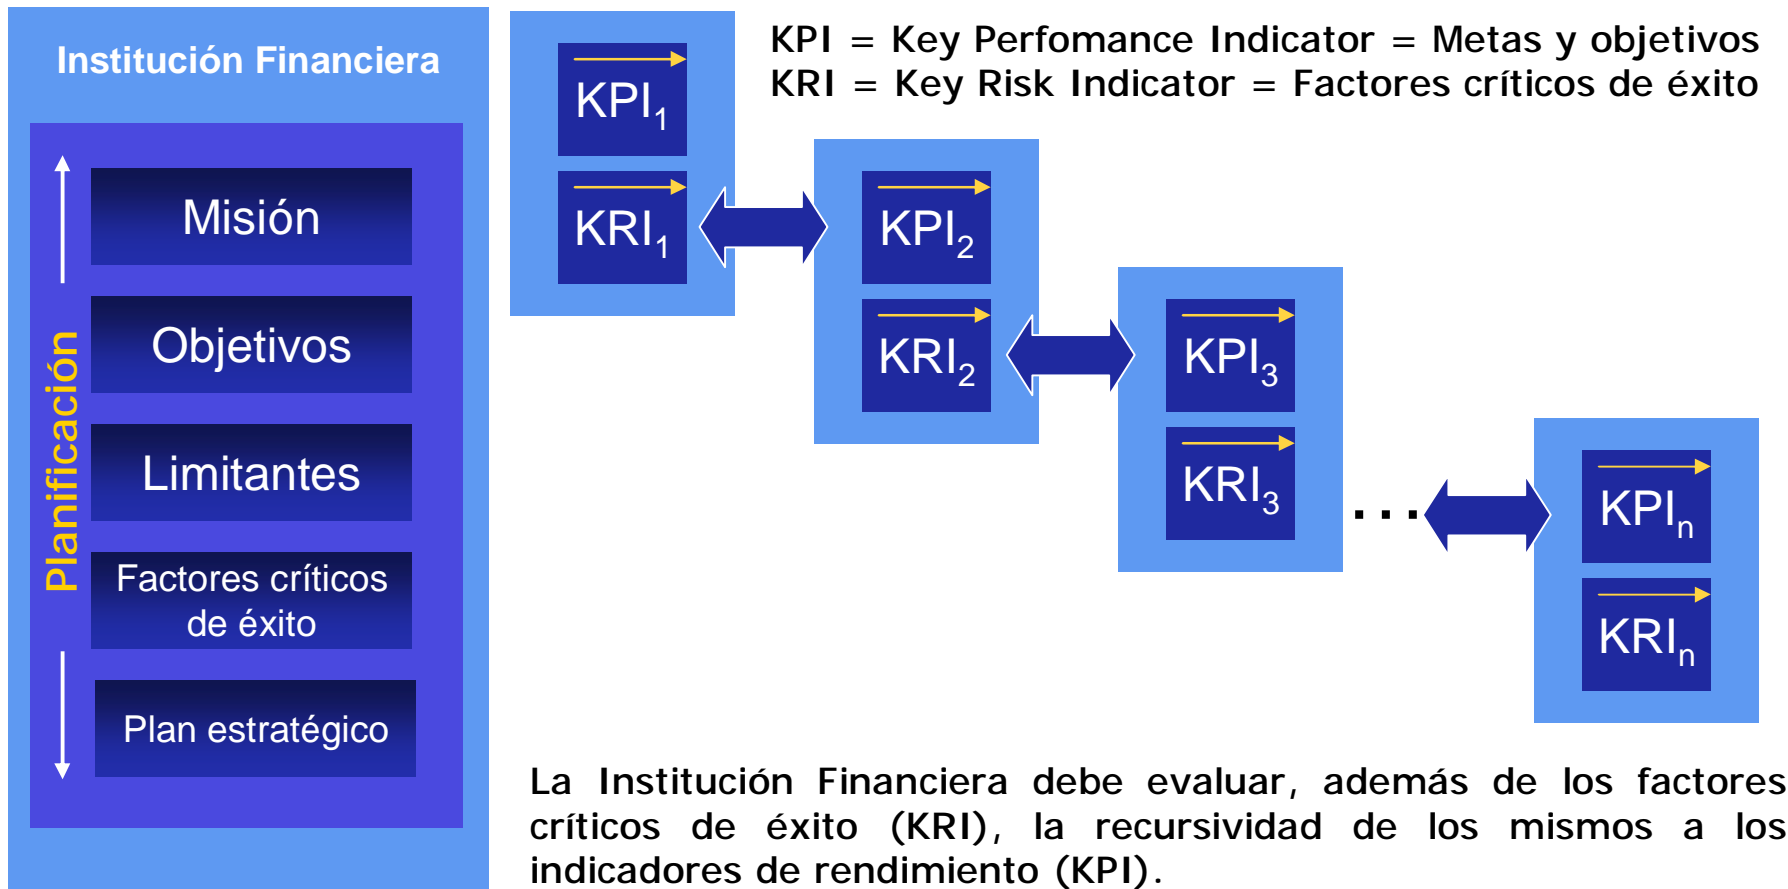 Institución Financiera
Planificación
Misión
Objetivos
Limitantes
Factores críticos
de éxito
Plan estratégico
KPI = Key Perfomance Indicator = Metas y objetivos
KRI = Key Risk Indicator = Factores críticos de éxito
KPI1
KRI1
KPI2
KRI2
KPI3
KRI3
...
KPIn
KRIn
La Institución Financiera debe evaluar, además de los factores
críticos de éxito (KRI), la recursividad de los mismos a los
indicadores de rendimiento (KPI).